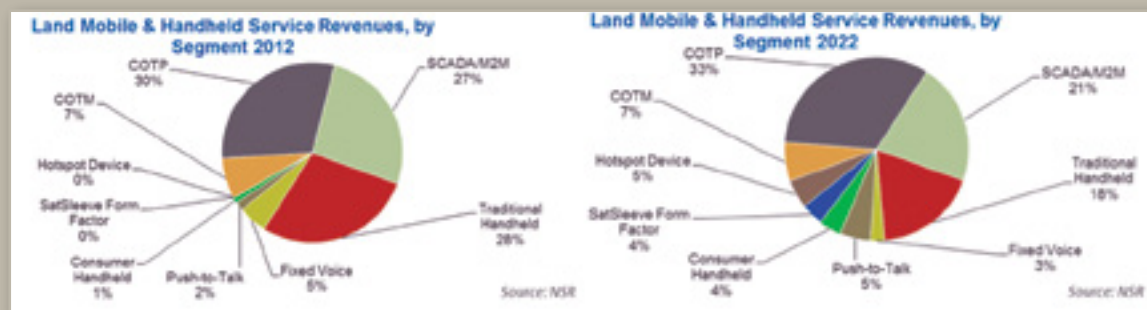 Land Mobile & Handheld Service Revenues, by
Segment 2012
COTP
30%
SCADA/M2M
27%
COTM
7%
Hotspot Device
0%
SatSleeve Form
Factor
0%
Consumer
Handheld
1%
Push-to-Talk
2%
Fixed Voice
5%
Traditional
Handheld
28%
Source: NSR
Land Mobile & Handheld Service Revenues, by
Segment 2022
COTP
33%
SCADA/M2M
21%
COTM
7%
Hotspot Device
5%
SatSleeve Form
Factor
4%
Consumer
Handheld
4%
Push-to-Talk
5%
Fixed Voice
3%
Traditional
Handheld
18%
Source: NSR